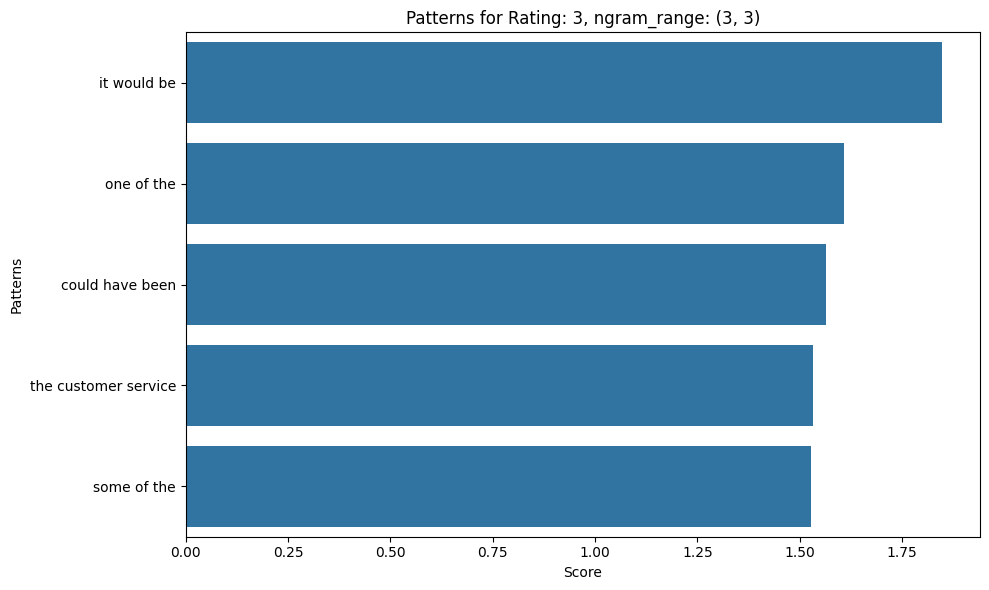 Patterns for Rating: 3, ngram_range: (3, 3)
it would be
one of the
could have been
the customer service
some of the
Patterns
0.00 0.25 0.50 0.75 1.00 1.25 1.50 1.75
Score